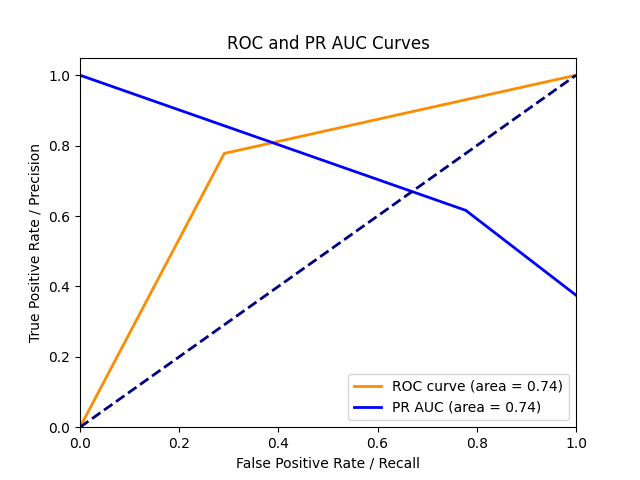 ROC and PR AUC Curves
True Positive Rate / Precision
1.0
0.8
0.6
0.4
0.2
0.0
0.0 0.2 0.4 0.6 0.8 1.0
False Positive Rate / Recall
ROC curve (area = 0.74)
PR AUC (area = 0.74)